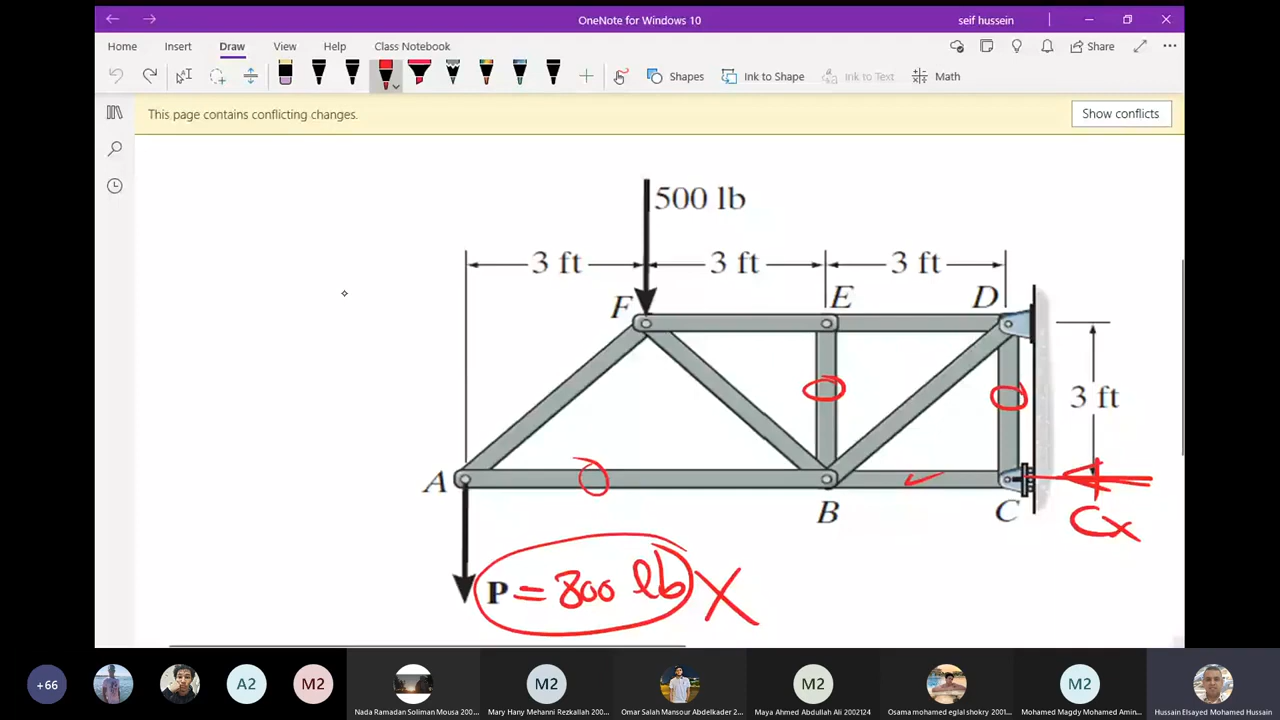 OneNote for Windows 10
seif hussein
Home Insert Draw View Help Class Notebook
Share
Shapes
Ink to Shape
Ink to Text
Math
This page contains conflicting changes.
Show conflicts
500 lb
3 ft 3 ft 3 ft
F E D
3 ft
A B C
Cx
P = 800 lb X
+66
A2
M2
M2
M2
M2
Nada Ramadan Soliman Mousa 200...
Mary Hany Mehanni Rezkallah 200...
Omar Salah Mansour Abdelkader 2...
Maya Ahmed Abdullah Ali 2002124
Osama mohamed eglal shokry 2001...
Mohamed Magdy Mohamed Amin...
Hussain Elsayed Mohamed Hussain